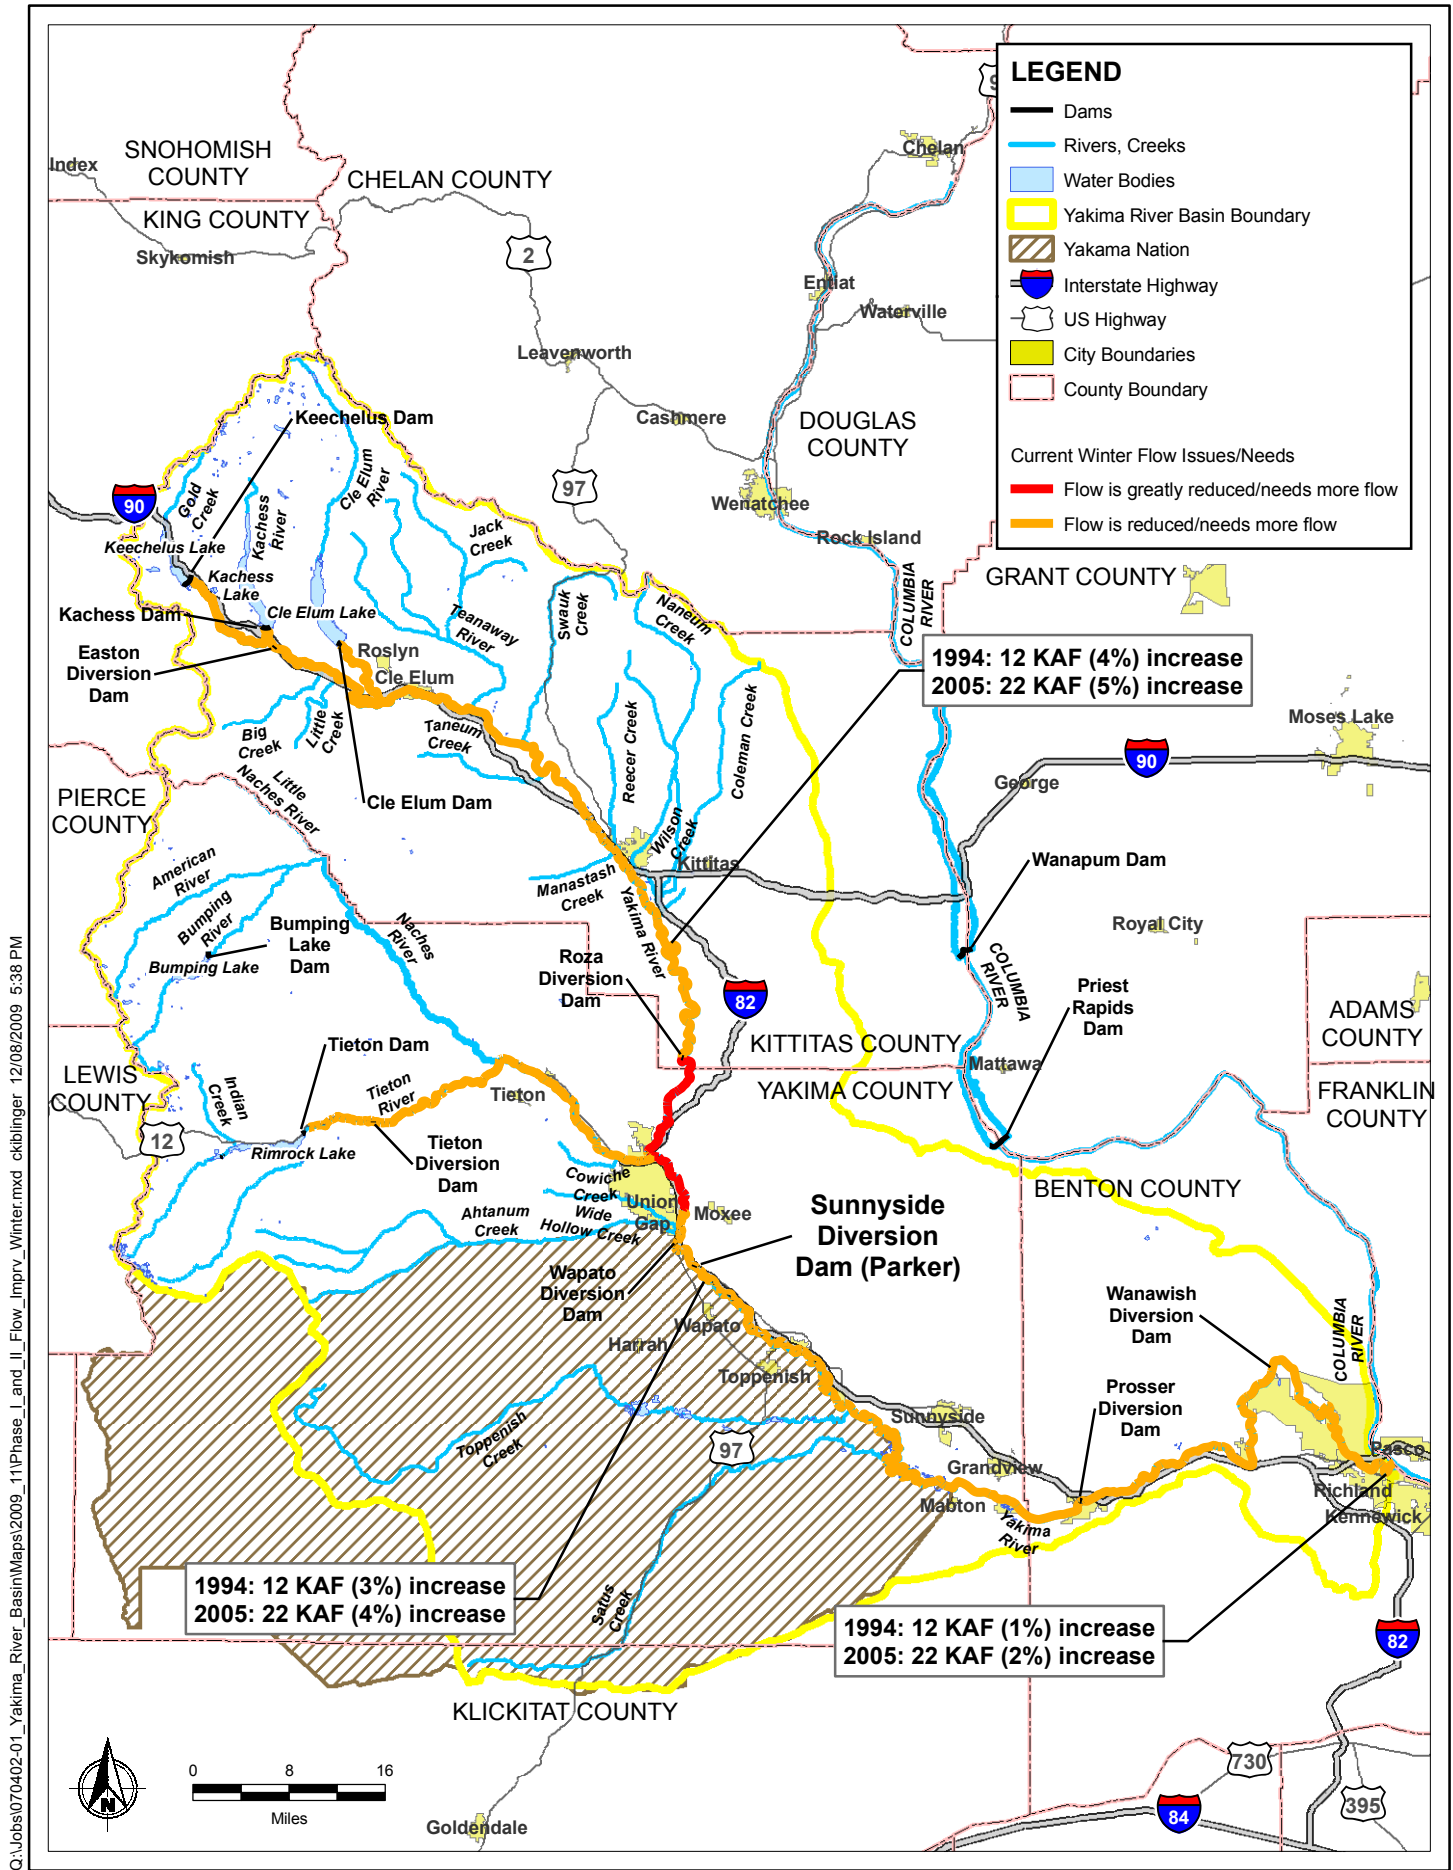 LEGEND
Dams
Rivers, Creeks
Water Bodies
Yakima River Basin Boundary
Yakama Nation
Interstate Highway
US Highway
City Boundaries
County Boundary
Current Winter Flow Issues/Needs
Flow is greatly reduced/needs more flow
Flow is reduced/needs more flow
9
Index
SNOHOMISH
COUNTY
KING COUNTY
CHELAN COUNTY
Skykomish
2
Chelan
Entiat
Waterville
Leavenworth
Cashmere
DOUGLAS
COUNTY
97
Wenatchee
Rock Island
COLUMBIA
RIVER
GRANT COUNTY
Keechelus Dam
90
Gold
Creek
Kachess
River
Cle Elum
River
Jack
Creek
Keechelus Lake
Kachess
Lake
Cle Elum Lake
Kachess Dam
Easton
Diversion
Dam
Roslyn
Cle Elum
Teanaway
River
Swauk
Creek
Naneum
Creek
1994: 12 KAF (4%) increase
2005: 22 KAF (5%) increase
Big
Creek
Little
Creek
Taneum
Creek
Reecer Creek
Coleman Creek
Moses Lake
90
George
Cle Elum Dam
PIERCE
COUNTY
Little
Naches River
Wilson
Creek
Kittitas
Wanapum Dam
American
River
Bumping
River
Bumping
Lake
Dam
Bumping Lake
Naches
River
Manastash
Creek
Yakima River
Royal City
Roza
Diversion
Dam
82
COLUMBIA
RIVER
Priest
Rapids
Dam
ADAMS
COUNTY
KITTITAS COUNTY
Mattawa
YAKIMA COUNTY
FRANKLIN
COUNTY
LEWIS
COUNTY
12
Indian
Creek
Tieton Dam
Tieton
River
Tieton
Rimrock Lake
Tieton
Diversion
Dam
Cowiche
Creek
Union
Gap
Wide
Hollow Creek
Ahtanum
Creek
Moxee
Sunnyside
Diversion
Dam (Parker)
BENTON COUNTY
Wapato
Diversion
Dam
Wapato
Harrah
Toppenish
Wanawish
Diversion
Dam
COLUMBIA
RIVER
Prosser
Diversion
Dam
Toppenish
Creek
97
Sunnyside
Grandview
Mabton
Yakima
River
Pasco
Richland
Kennewick
1994: 12 KAF (3%) increase
2005: 22 KAF (4%) increase
Satus
Creek
1994: 12 KAF (1%) increase
2005: 22 KAF (2%) increase
82
KLICKITAT COUNTY
N
0 8 16
Miles
Goldendale
730
395
84
Q:\Jobs\070402-01_Yakima_River_Basin\Maps\2009_11\Phase_I_and_II_Flow_Imprv_Winter.mxd ckiblinger 12/08/2009 5:38 PM